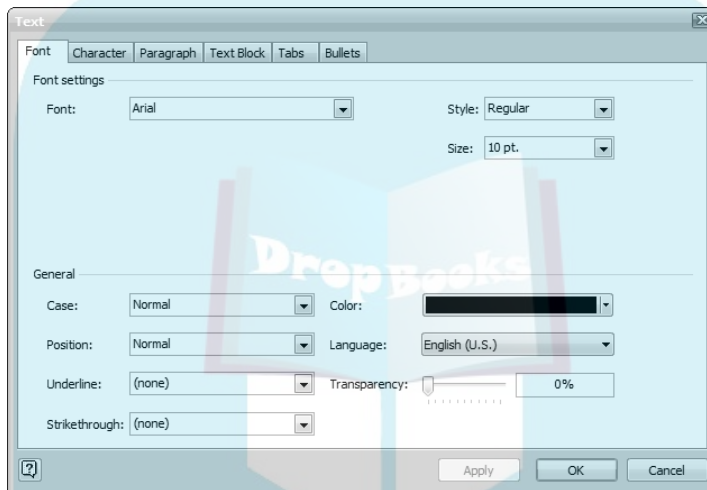 Text
Font Character Paragraph Text Block Tabs Bullets
Font settings
Font: Arial Style: Regular
Size: 10 pt.
DropBooks
General
Case: Normal Color:
Position: Normal Language: English (U.S.)
Underline: (none) Transparency: 0%
Strikethrough: (none)
? Apply OK Cancel